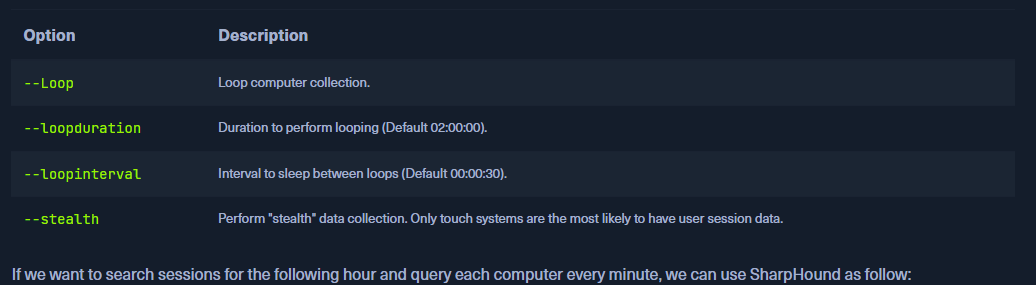 Option Description
--Loop Loop computer collection.
--loopduration Duration to perform looping (Default 02:00:00).
--loopinterval Interval to sleep between loops (Default 00:00:30).
--stealth Perform "stealth" data collection. Only touch systems are the most likely to have user session data.
If we want to search sessions for the following hour and query each computer every minute, we can use SharpHound as follow: